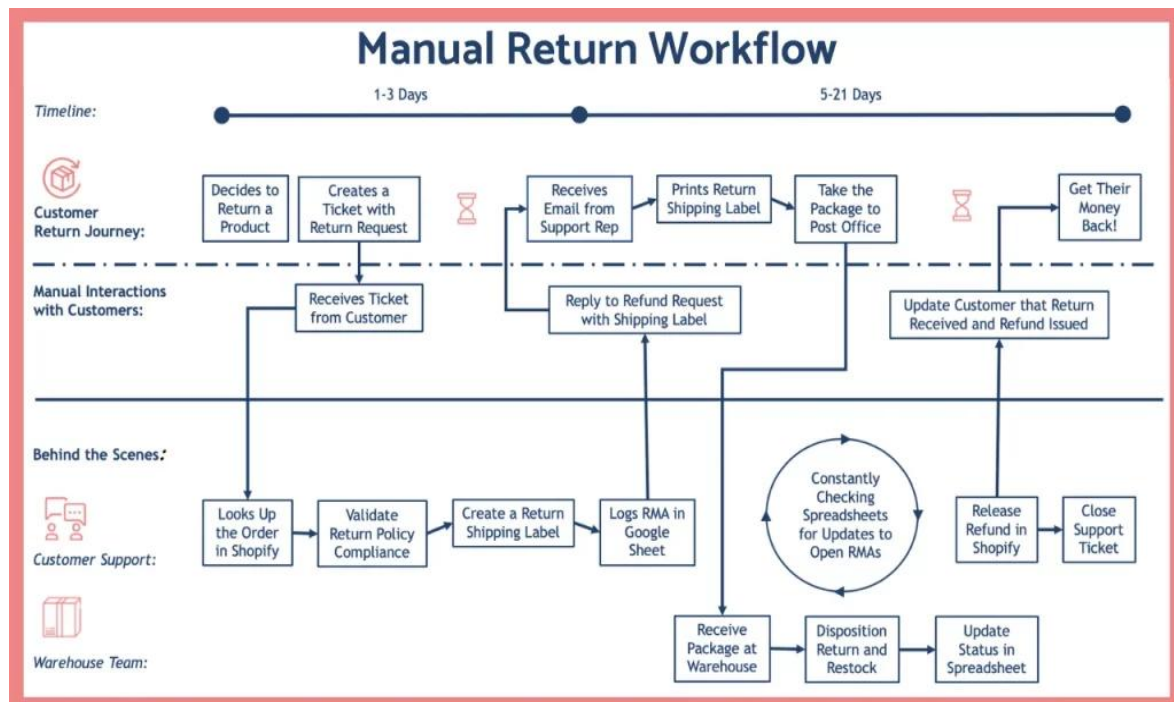 Manual Return Workflow
Timeline:
1-3 Days
5-21 Days
Customer
Return Journey:
Decides to
Return a
Product
Creates a
Ticket with
Return Request
Receives
Email from
Support Rep
Prints Return
Shipping Label
Take the
Package to
Post Office
Get Their
Money
Back!
Manual Interactions
with Customers:
Receives Ticket
from Customer
Reply to Refund Request
with Shipping Label
Update Customer that Return
Received and Refund Issued
Behind the Scenes:
Customer Support:
Looks Up
the Order
in Shopify
Validate
Return Policy
Compliance
Create a Return
Shipping Label
Logs RMA in
Google
Sheet
Constantly
Checking
Spreadsheets
for Updates to
Open RMAs
Release
Refund in
Shopify
Close
Support
Ticket
Warehouse Team:
Receive
Package at
Warehouse
Disposition
Return and
Restock
Update
Status in
Spreadsheet